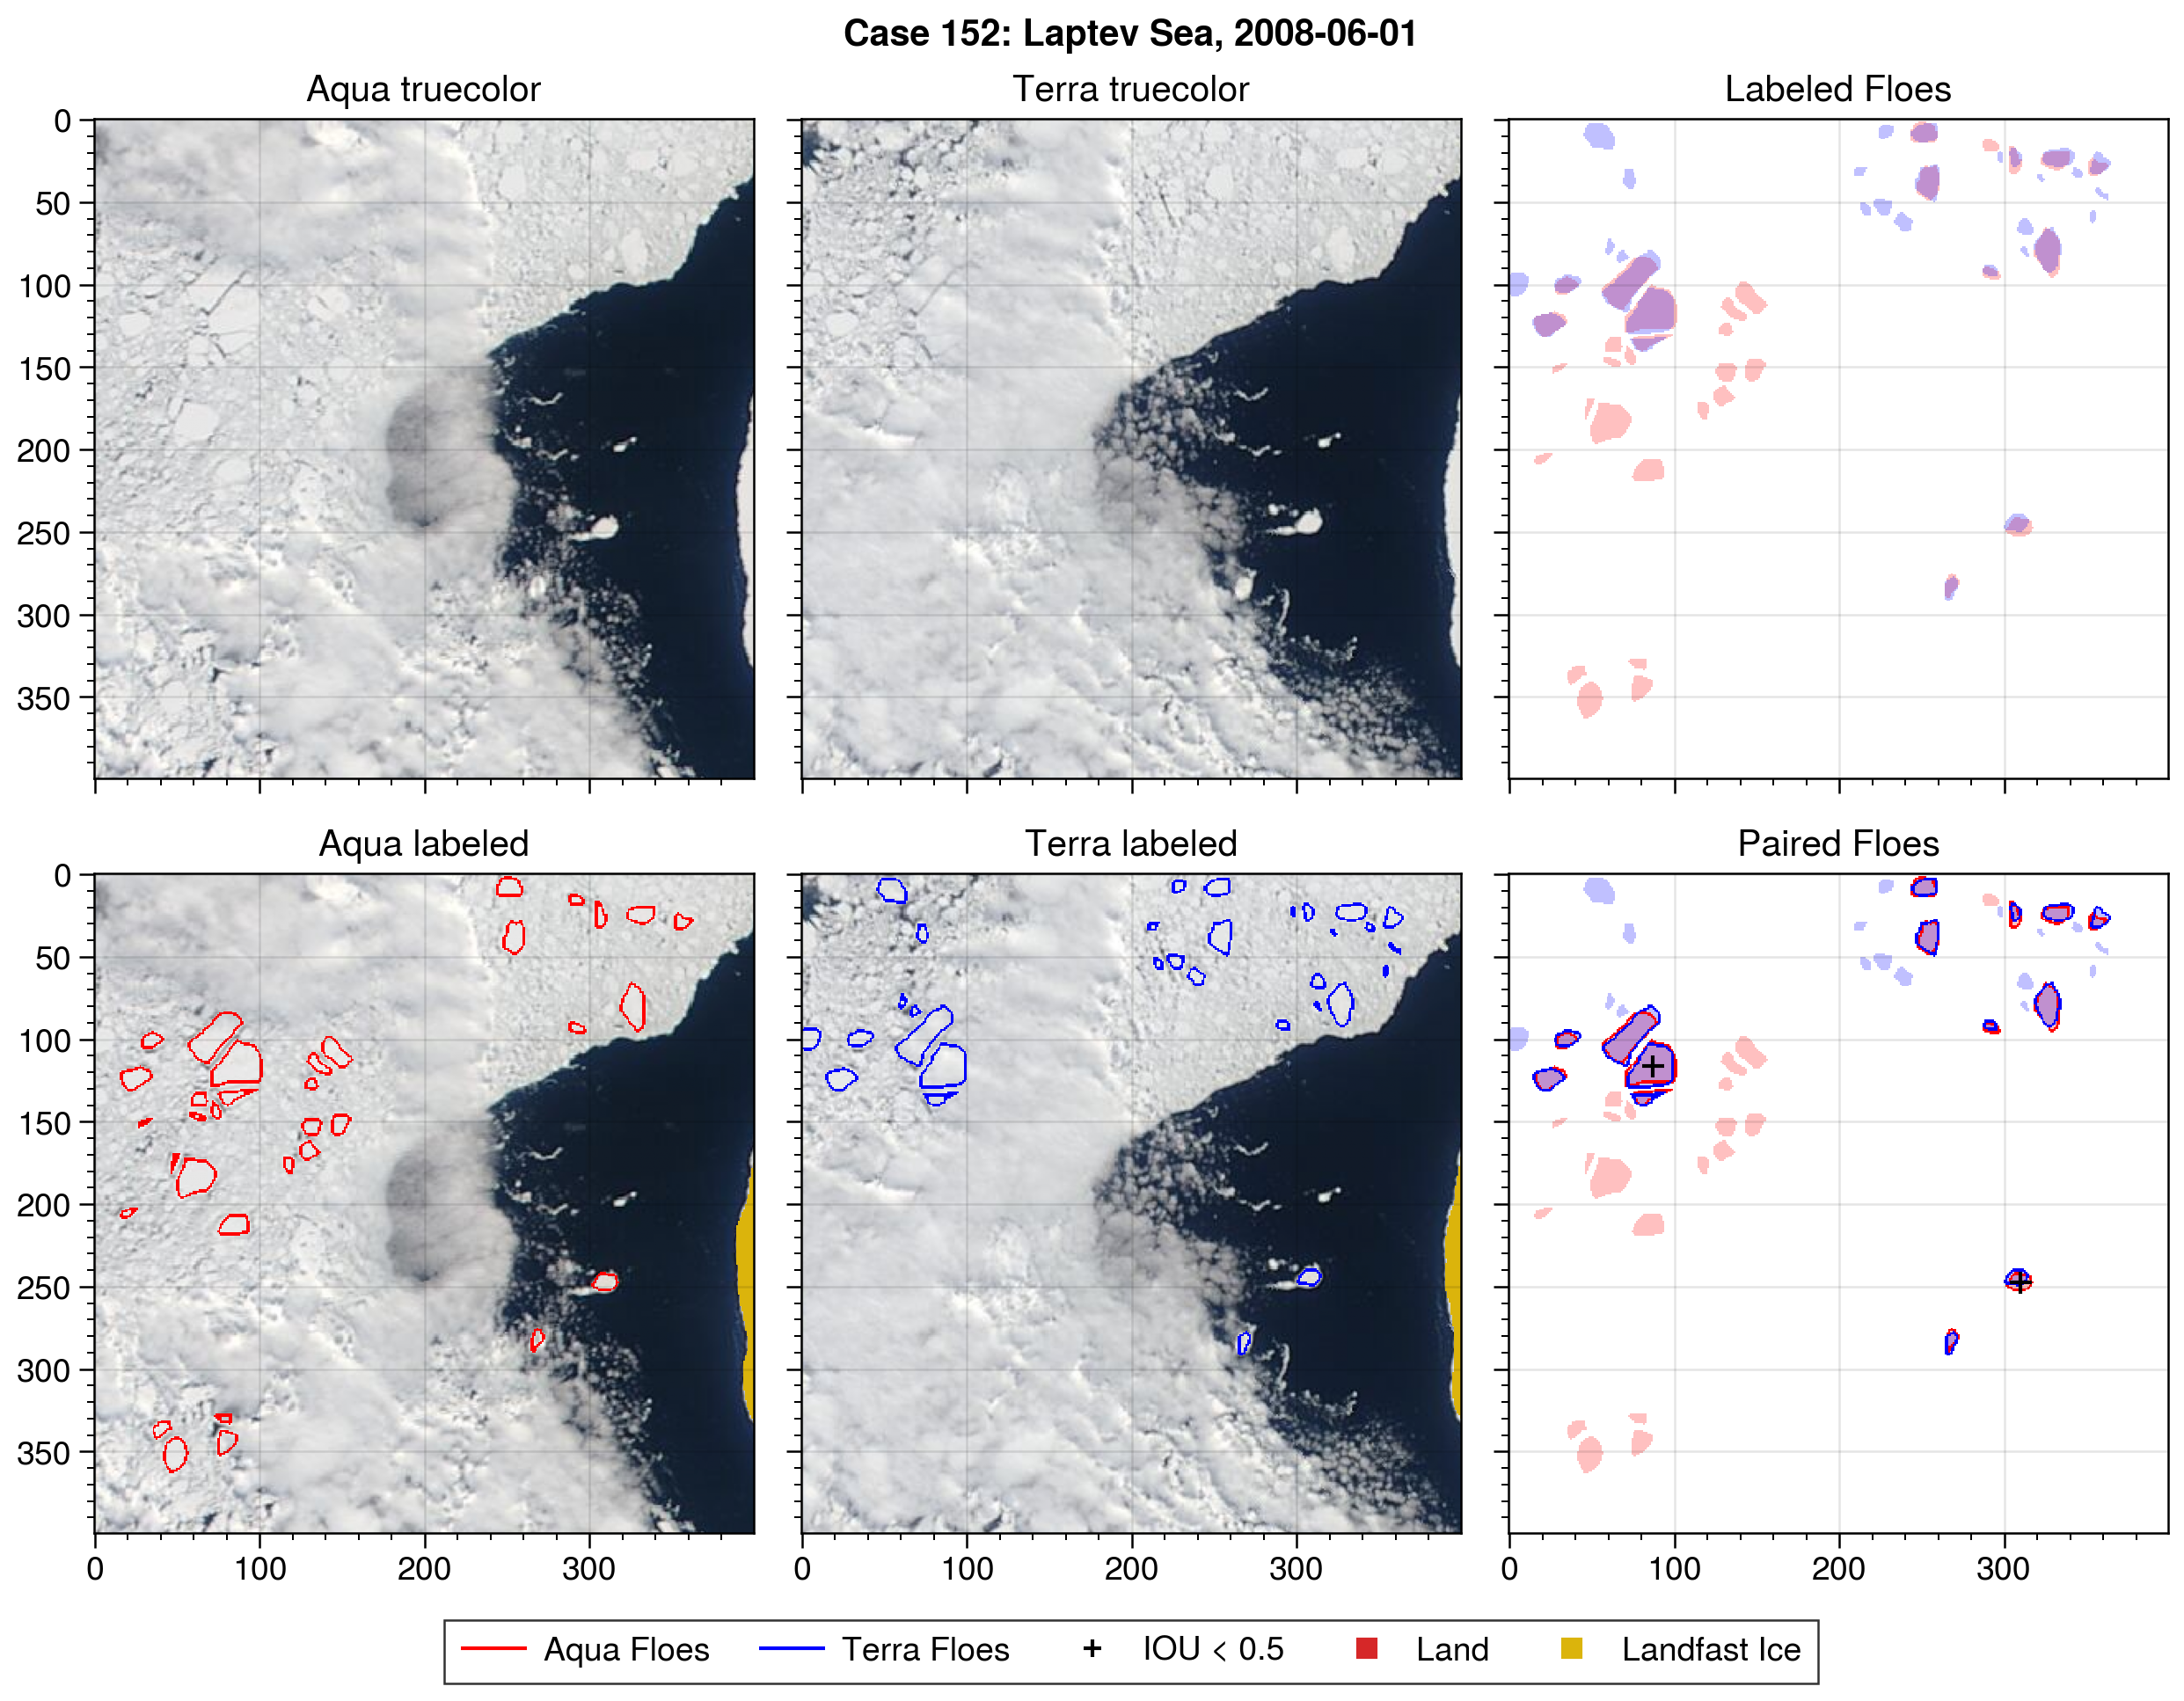 Case 152: Laptev Sea, 2008-06-01
Aqua truecolor
Terra truecolor
Labeled Floes
0
50
100
150
200
250
300
350
Aqua labeled
Terra labeled
Paired Floes
0
50
100
150
200
250
300
350
0 100 200 300
0 100 200 300
0 100 200 300
Aqua Floes
Terra Floes
+ IOU < 0.5
Land
Landfast Ice